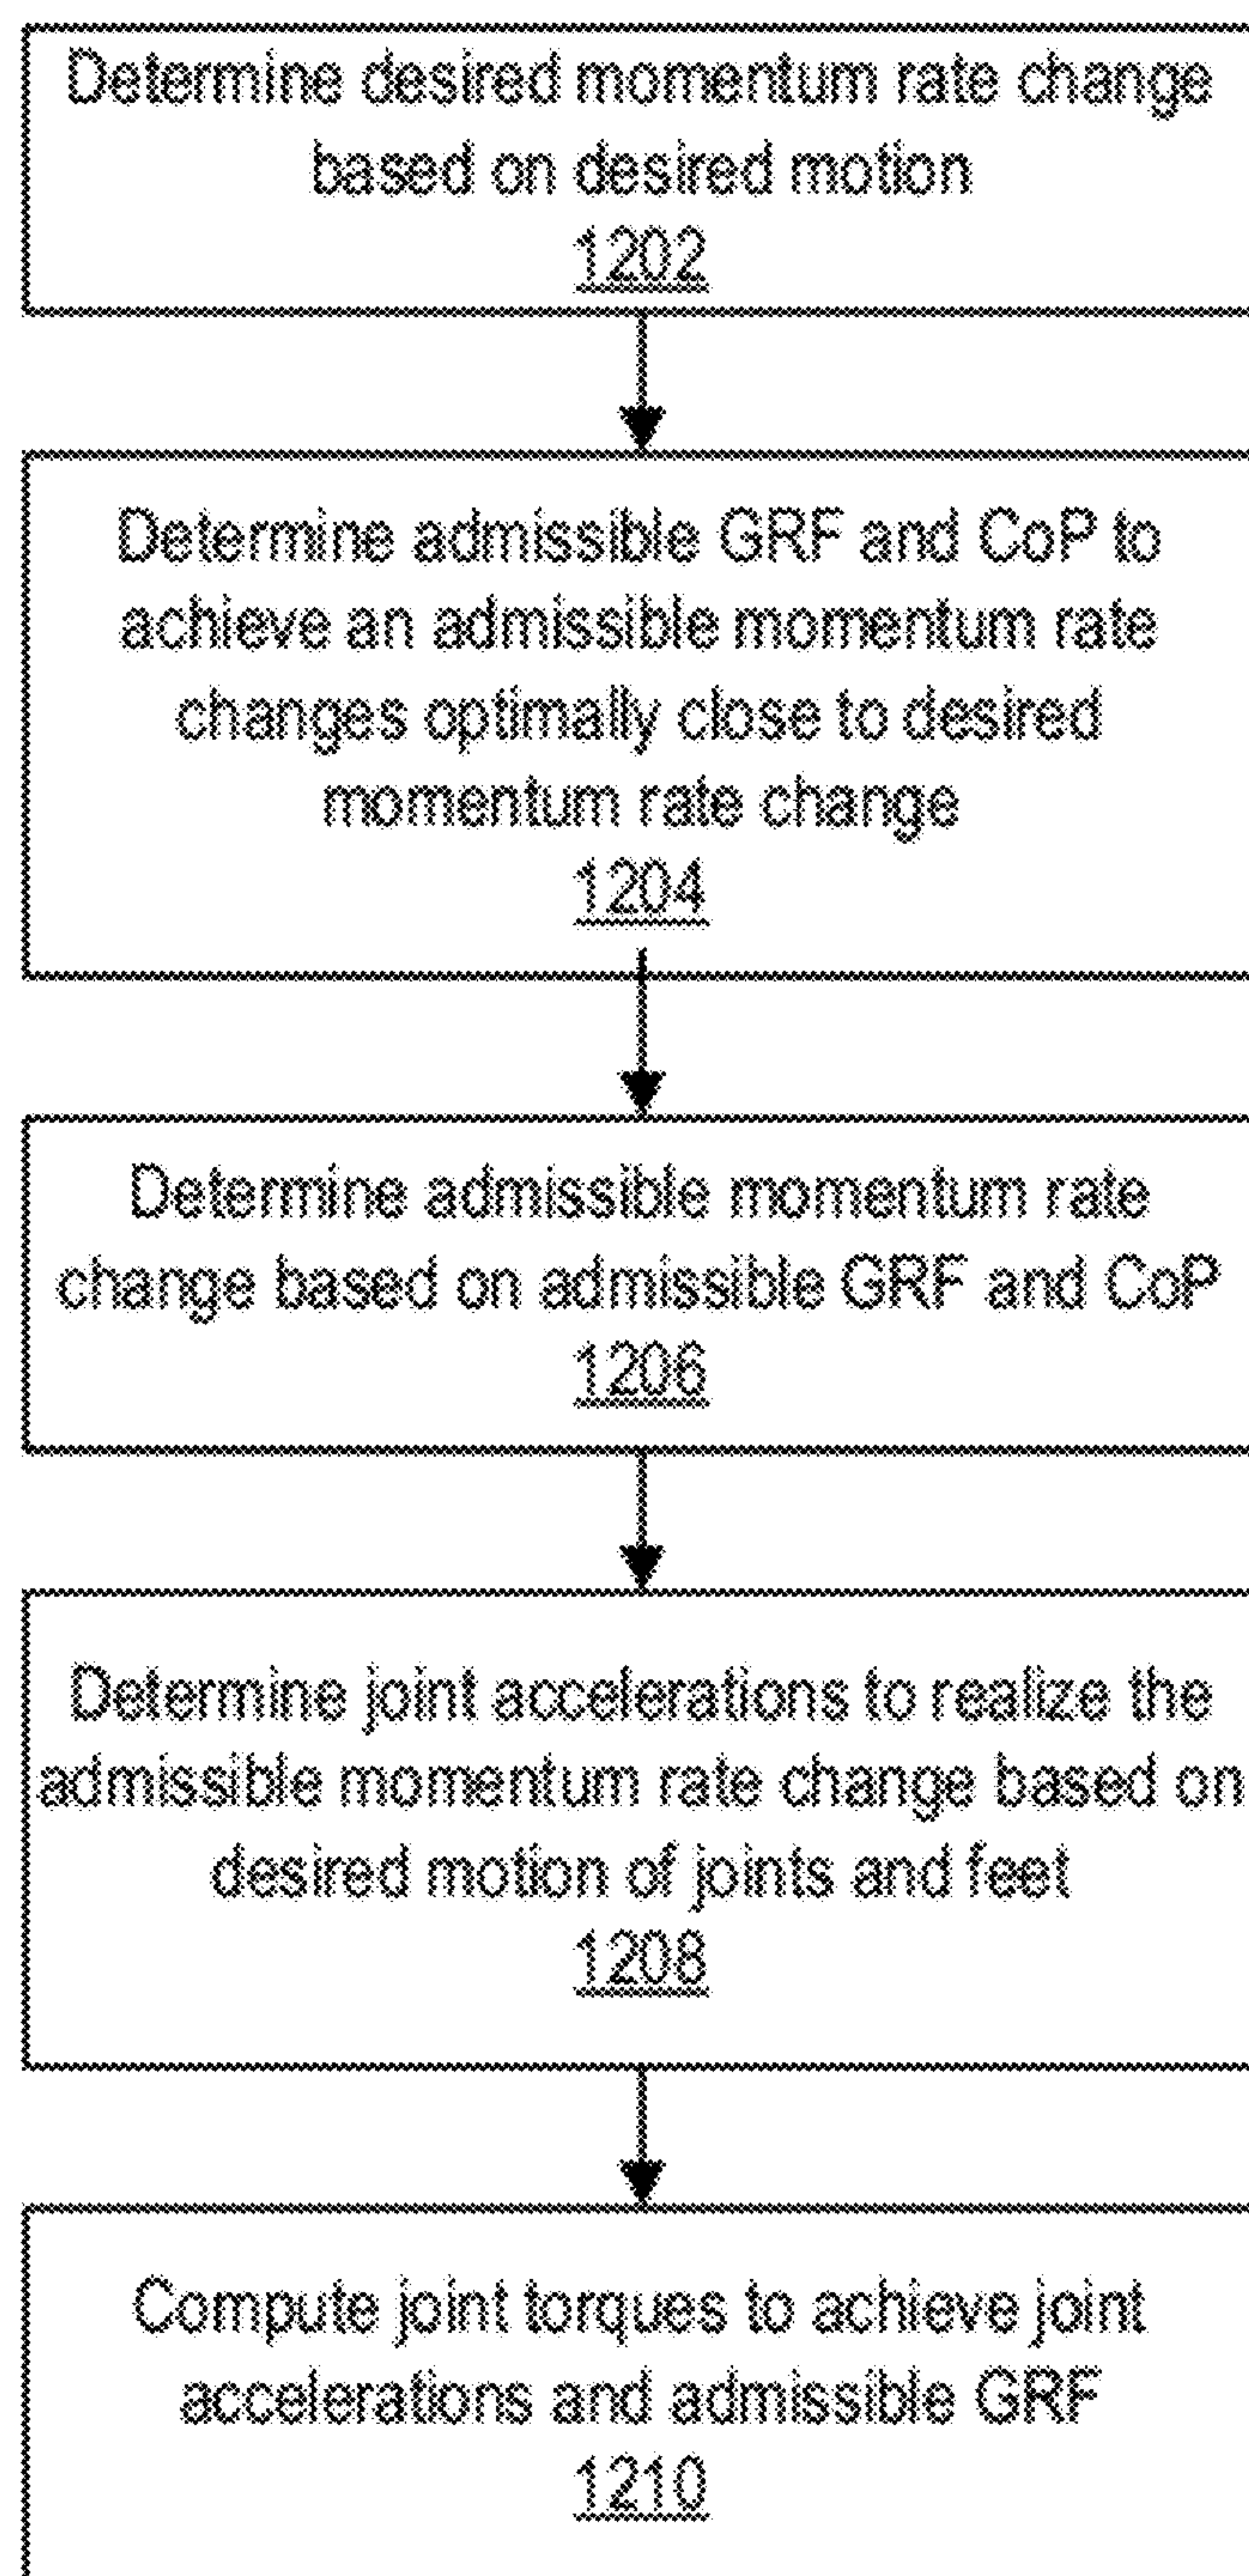 Determine desired momentum rate change
based on desired motion
1202
Determine admissible GRF and CoP to
achieve an admissible momentum rate
changes optimally close to desired
momentum rate change
1204
Determine admissible momentum rate
change based on admissible GRF and CoP
1206
Determine joint accelerations to realize the
admissible momentum rate change based on
desired motion of joints and feet
1208
Compute joint torques to achieve joint
accelerations and admissible GRF
1210